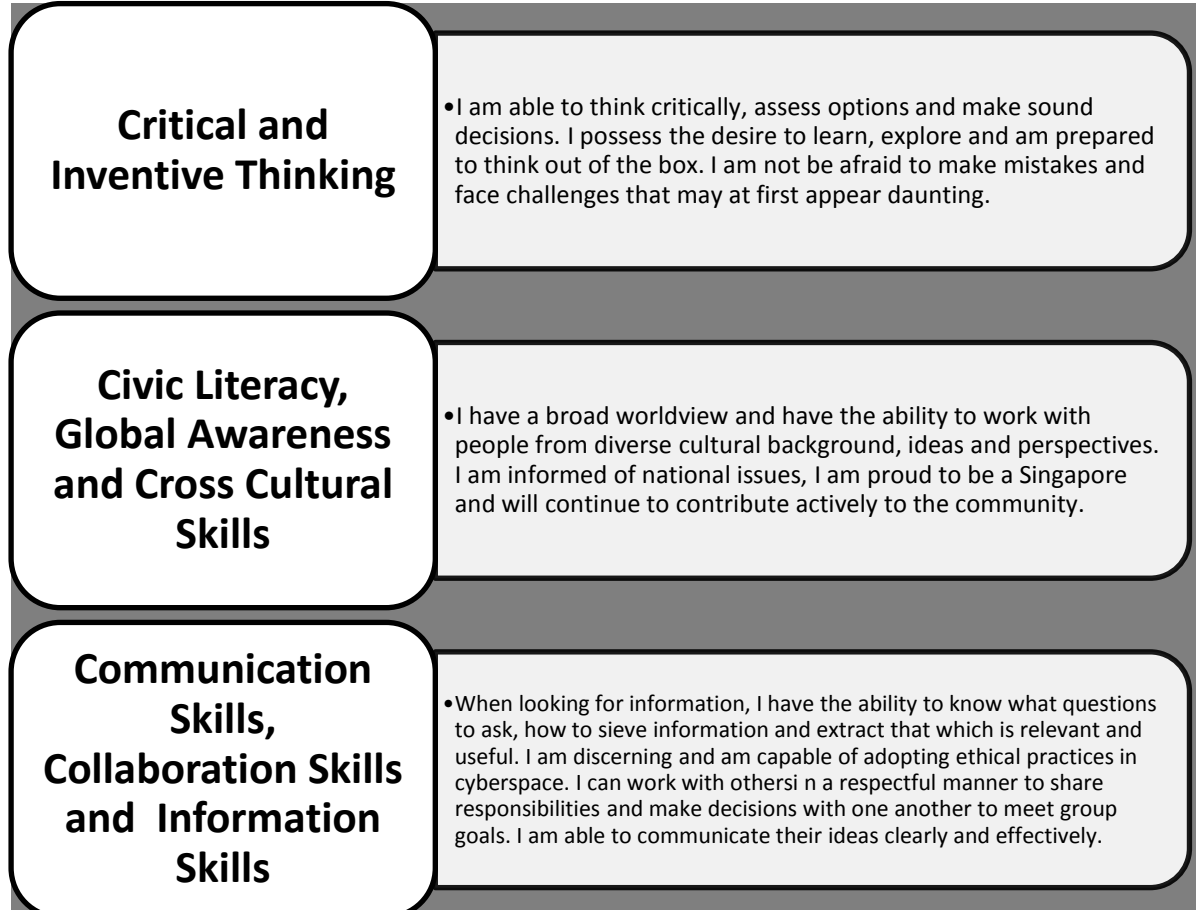 Critical and
Inventive Thinking
•I am able to think critically, assess options and make sound
decisions. I possess the desire to learn, explore and am prepared
to think out of the box. I am not be afraid to make mistakes and
face challenges that may at first appear daunting.
Civic Literacy,
Global Awareness
and Cross Cultural
Skills
•I have a broad worldview and have the ability to work with
people from diverse cultural background, ideas and perspectives.
I am informed of national issues, I am proud to be a Singapore
and will continue to contribute actively to the community.
Communication
Skills,
Collaboration Skills
and  Information
Skills
•When looking for information, I have the ability to know what questions
to ask, how to sieve information and extract that which is relevant and
useful. I am discerning and am capable of adopting ethical practices in
cyberspace. I can work with othersi n a respectful manner to share
responsibilities and make decisions with one another to meet group
goals. I am able to communicate their ideas clearly and effectively.